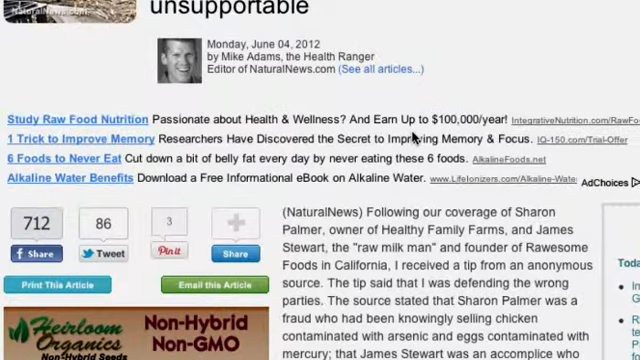 unsupportable
NaturalNews.com
Monday, June 04, 2012
by Mike Adams, the Health Ranger
Editor of NaturalNews.com (See all articles...)
Study Raw Food Nutrition Passionate about Health & Wellness? And Earn Up to $100,000/year! IntegrativeNutrition.com/RawFo
1 Trick to Improve Memory Researchers Have Discovered the Secret to Improving Memory & Focus. IQ-150.com/Trial-Offer
6 Foods to Never Eat Cut down a bit of belly fat every day by never eating these 6 foods. AlkalineFoods.net
Alkaline Water Benefits Download a Free Informational eBook on Alkaline Water. www.LifeIonizers.com/Alkaline-Wate
AdChoices
712 86 3 +
Share Tweet Pin it Share
Print This Article Email this Article
Heirloom Organics
Non-Hybrid Seeds
Non-Hybrid
Non-GMO
(NaturalNews) Following our coverage of Sharon
Palmer, owner of Healthy Family Farms, and James
Stewart, the "raw milk man" and founder of Rawesome
Foods in California, I received a tip from an anonymous
source. The tip said that I was defending the wrong
parties. The source stated that Sharon Palmer was a
fraud who had been knowingly selling chicken
contaminated with arsenic and eggs contaminated with
mercury; that James Stewart was an accomplice who
Toda